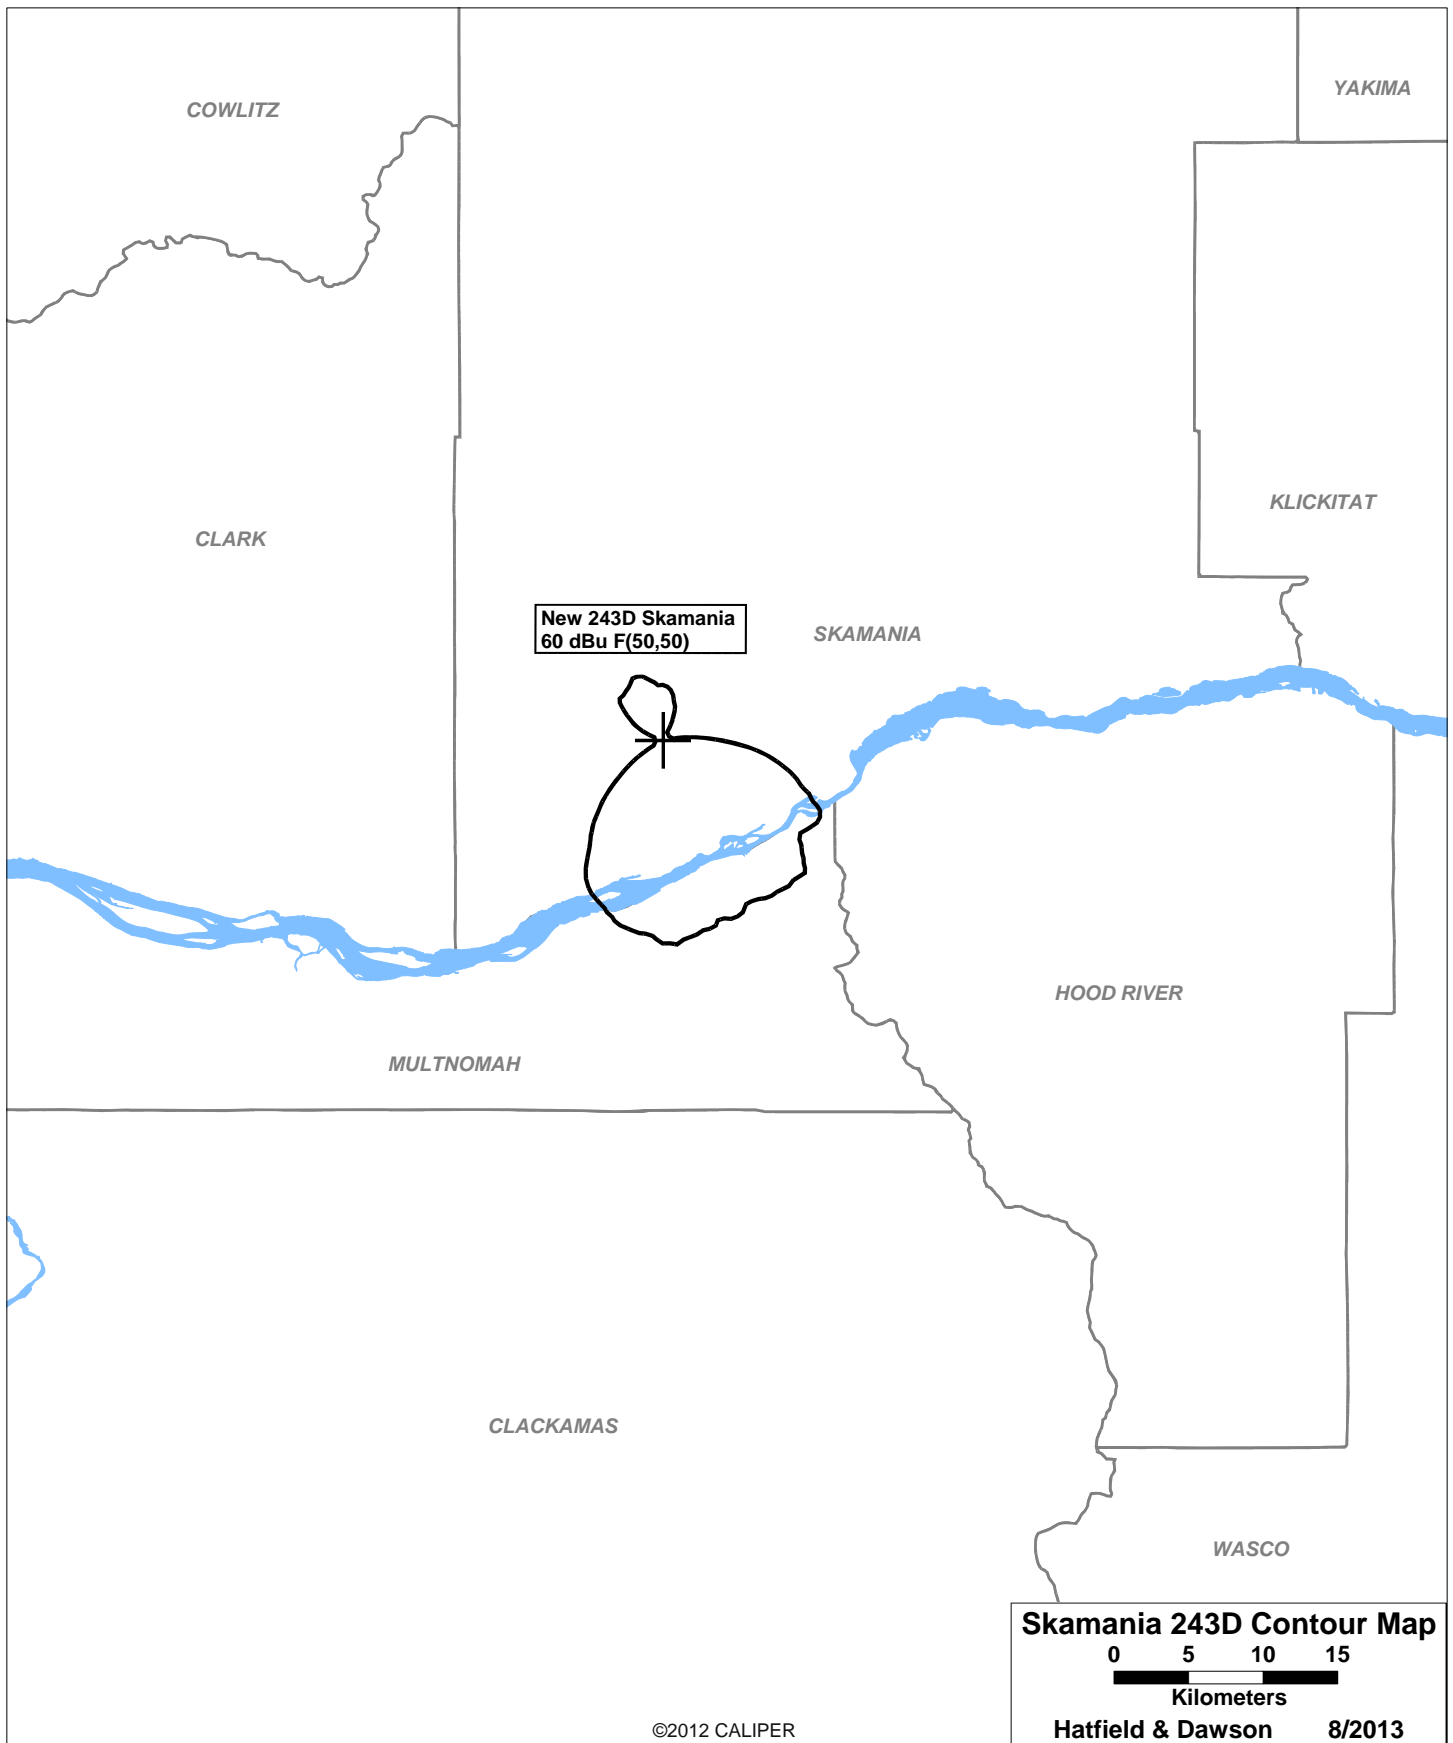 YAKIMA
COWLITZ
KLICKITAT
CLARK
New 243D Skamania
60 dBu F(50,50)
SKAMANIA
HOOD RIVER
MULTNOMAH
CLACKAMAS
WASCO
Skamania 243D Contour Map
0 5 10 15
Kilometers
Hatfield & Dawson 8/2013
©2012 CALIPER